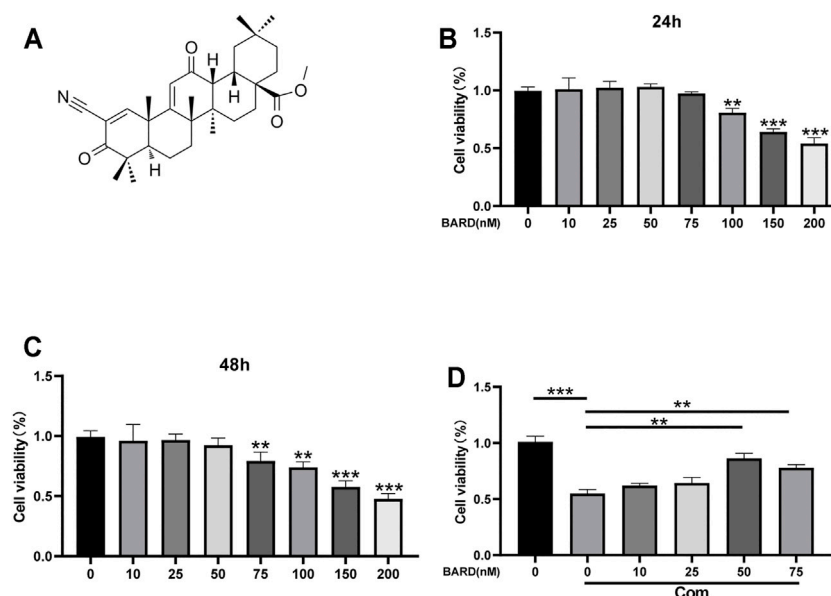 A
N
O
O
H
H
O
O
B
24h
Cell viability(%)
1.5
1.0
0.5
0.0
**
***
***
BARD(nM)
0 10 25 50 75 100 150 200
C
48h
Cell viability(%)
1.5
1.0
0.5
0.0
**
**
***
***
0 10 25 50 75 100 150 200
D
Cell viability(%)
1.5
1.0
0.5
0.0
***
**
**
BARD(nM)
0 0 10 25 50 75
Com